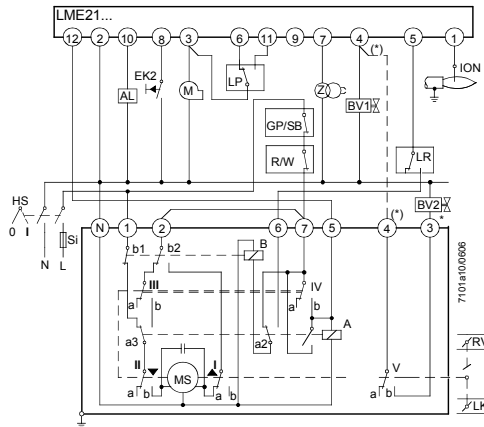 LME21...
12 2 10 8 3 6 11 9 7 4 (*) 5 1
EK2
ION
AL
M
LP
Z
BV1
GP/SB
R/W
LR
HS
0 I
Si
N L
BV2
*
N 1 2 6 7 5 4 (*) 3
b1 b2 B
7101a10/0606
III IV
a b a b
A
a3 a2
RV
II I V
MS
a b a b a b
LK